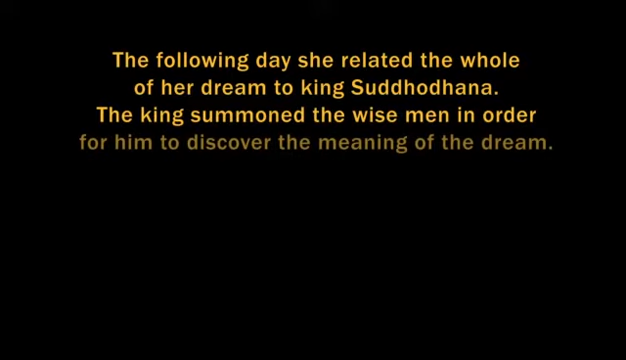 The following day she related the whole
of her dream to king Suddhodhana.
The king summoned the wise men in order
for him to discover the meaning of the dream.